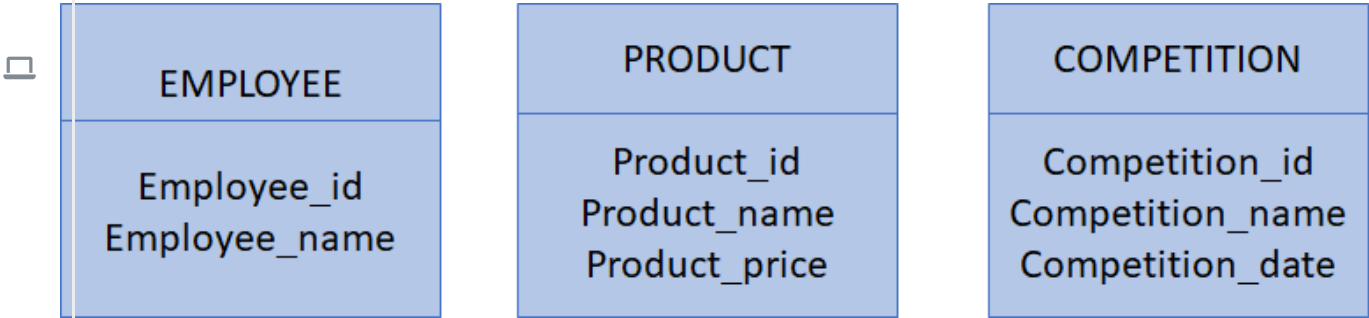 EMPLOYEE
Employee_id
Employee_name
PRODUCT
Product_id
Product_name
Product_price
COMPETITION
Competition_id
Competition_name
Competition_date